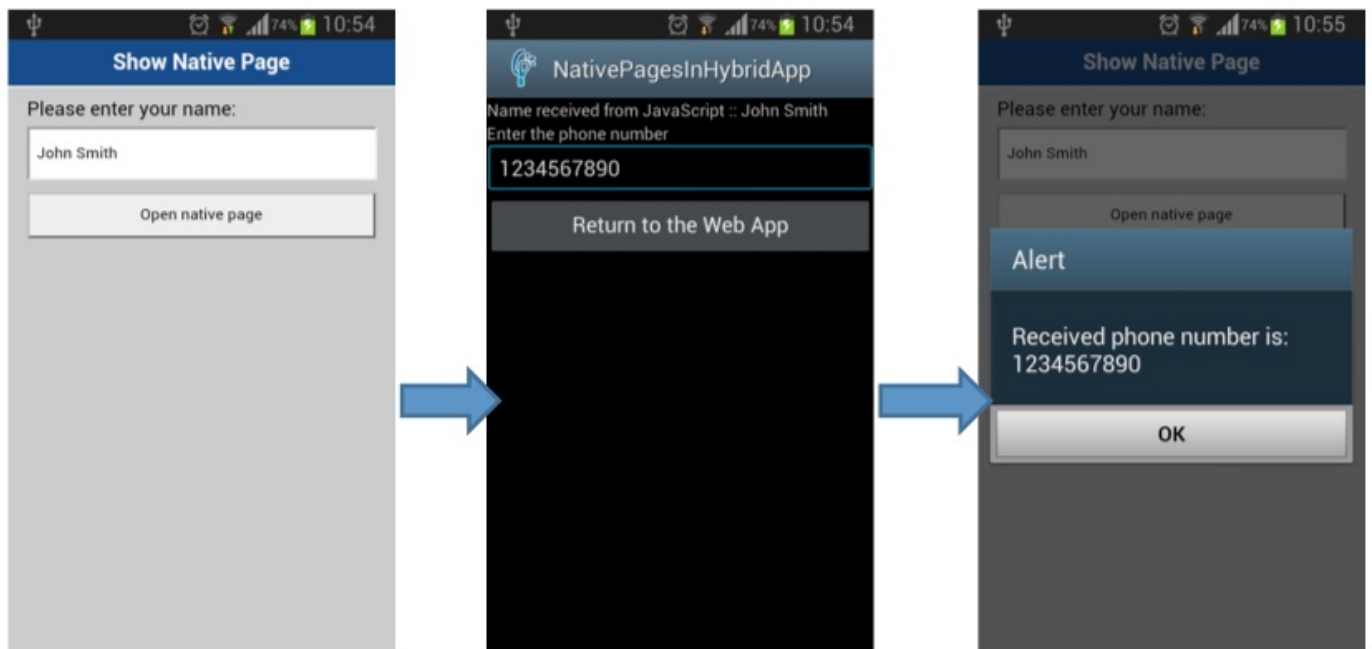 74% 10:54
Show Native Page
Please enter your name:
John Smith
Open native page
74% 10:54
NativePagesInHybridApp
Name received from JavaScript :: John Smith
Enter the phone number
1234567890
Return to the Web App
74% 10:55
Show Native Page
Please enter your name:
John Smith
Open native page
Alert
Received phone number is:
1234567890
OK